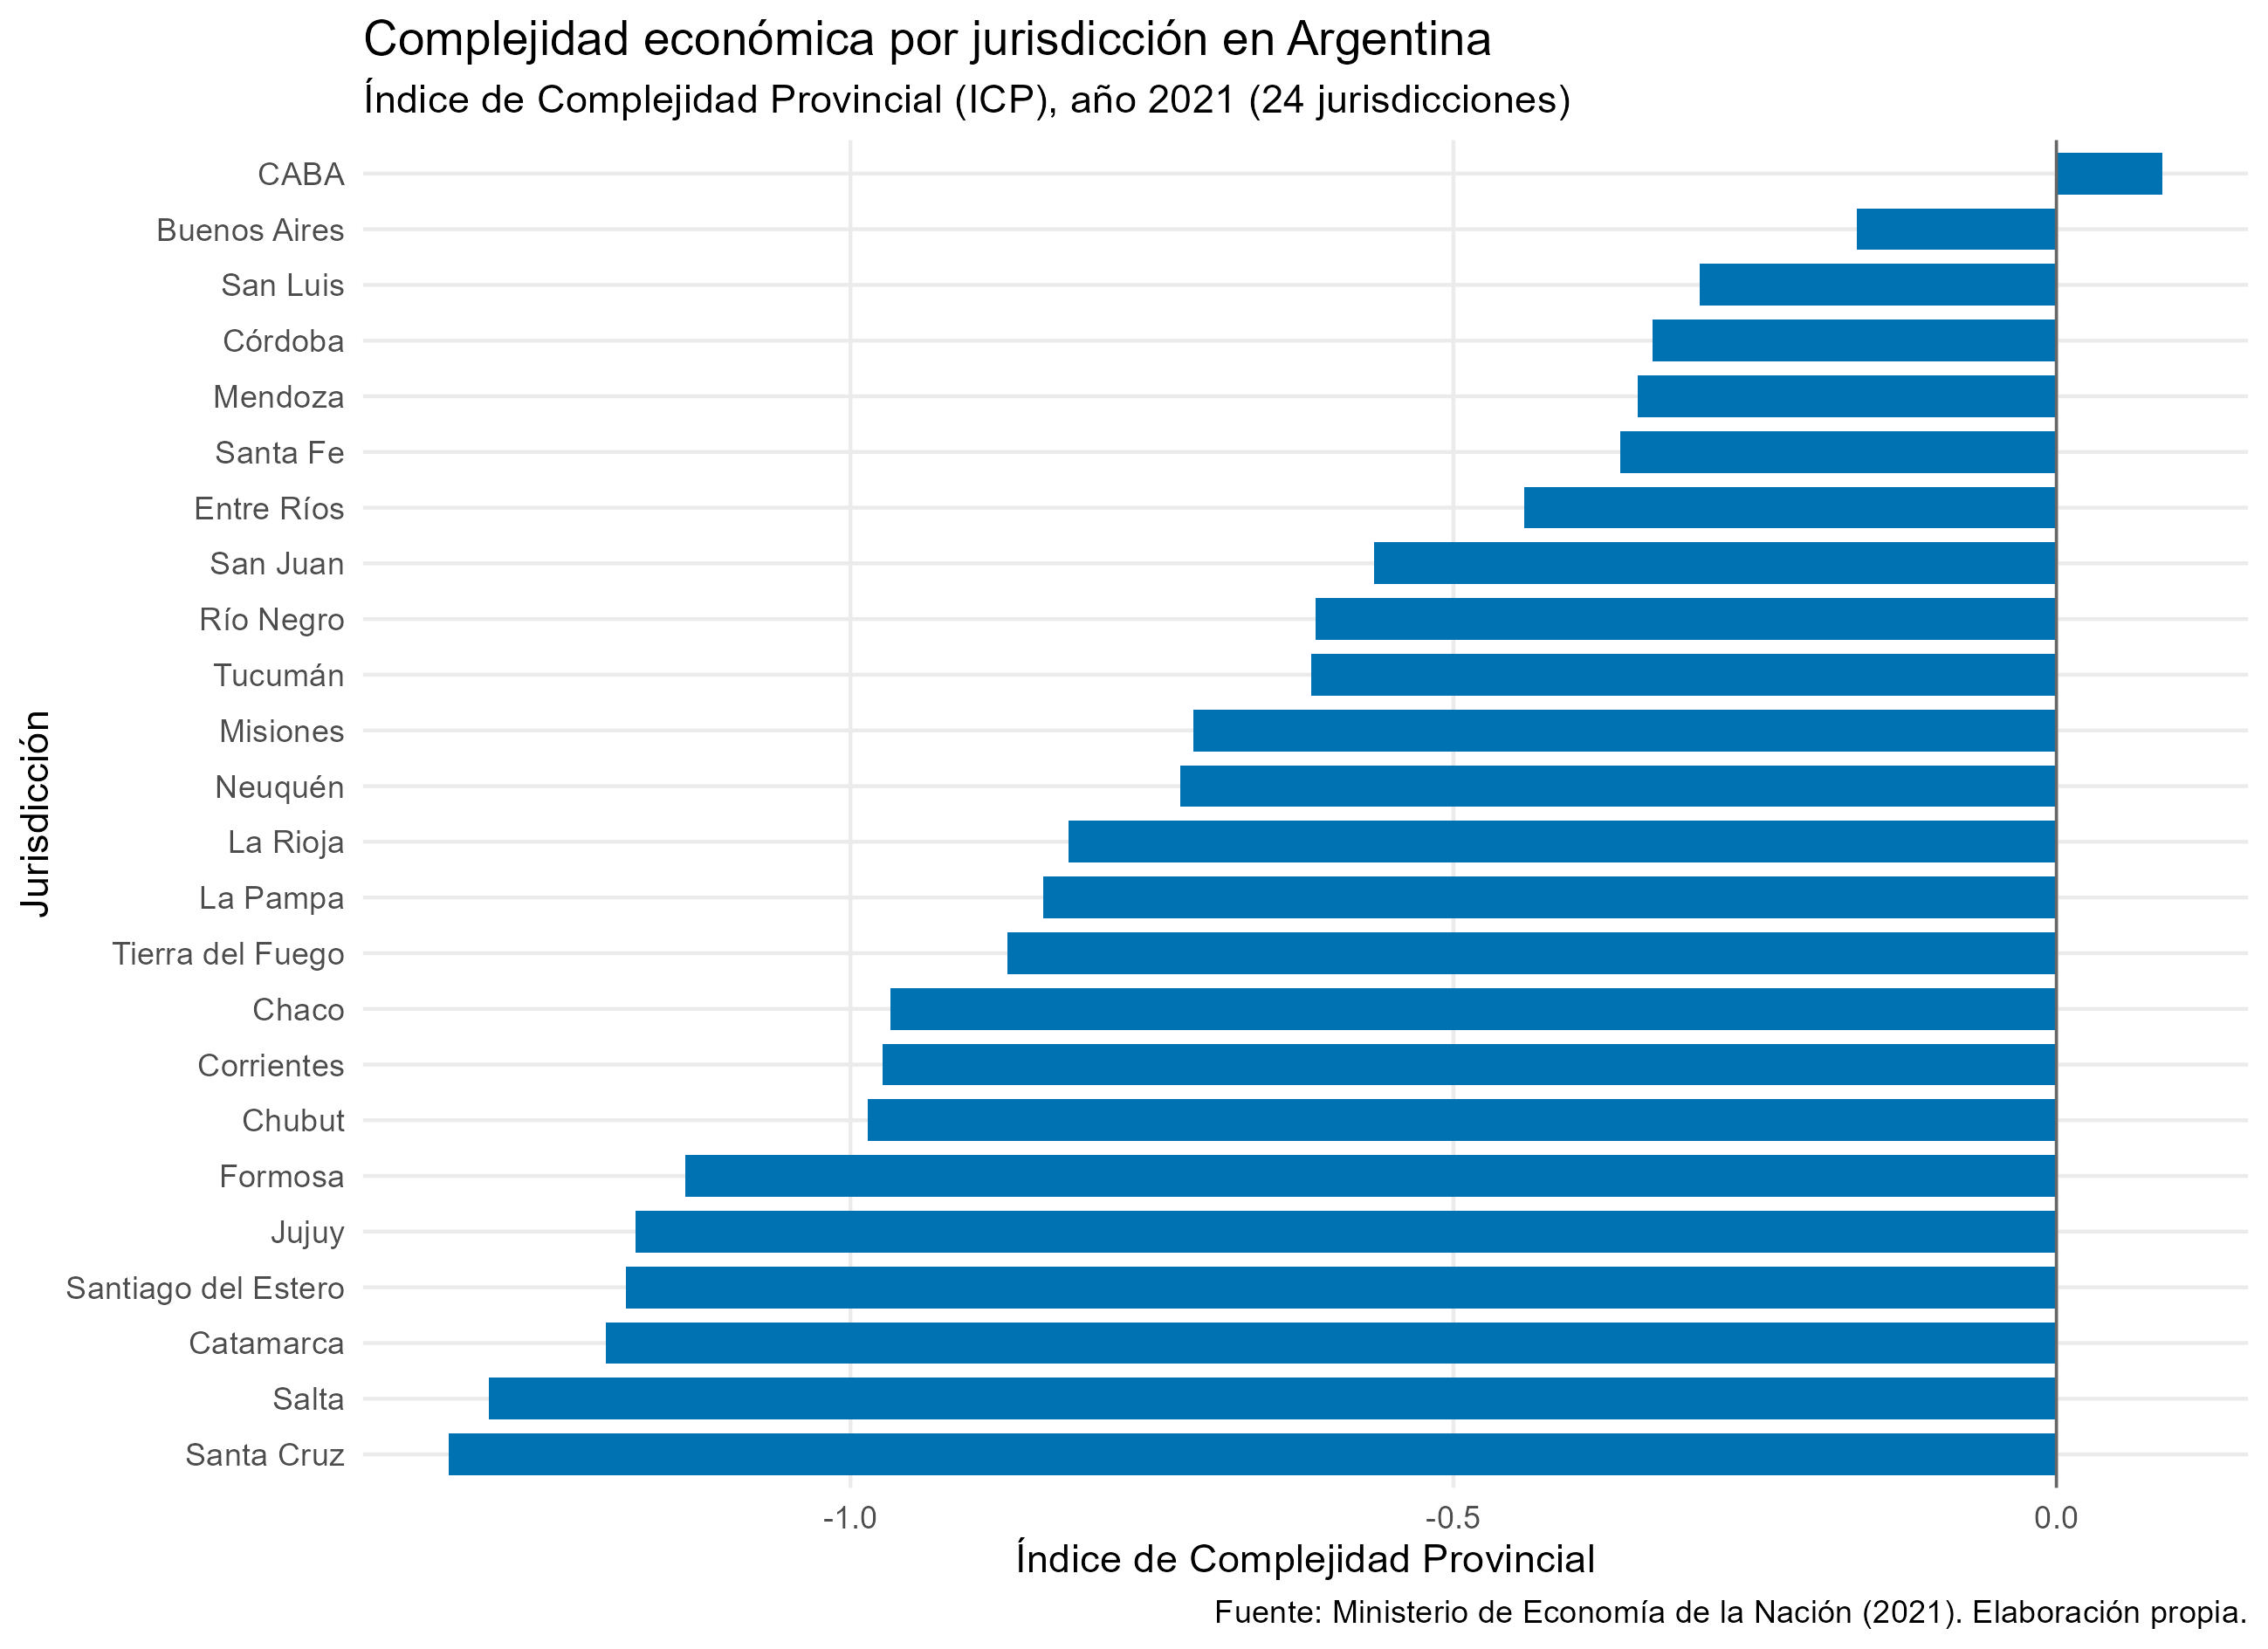 Complejidad económica por jurisdicción en Argentina
Índice de Complejidad Provincial (ICP), año 2021 (24 jurisdicciones)
Jurisdicción
CABA
Buenos Aires
San Luis
Córdoba
Mendoza
Santa Fe
Entre Ríos
San Juan
Río Negro
Tucumán
Misiones
Neuquén
La Rioja
La Pampa
Tierra del Fuego
Chaco
Corrientes
Chubut
Formosa
Jujuy
Santiago del Estero
Catamarca
Salta
Santa Cruz
-1.0 -0.5 0.0
Índice de Complejidad Provincial
Fuente: Ministerio de Economía de la Nación (2021). Elaboración propia.